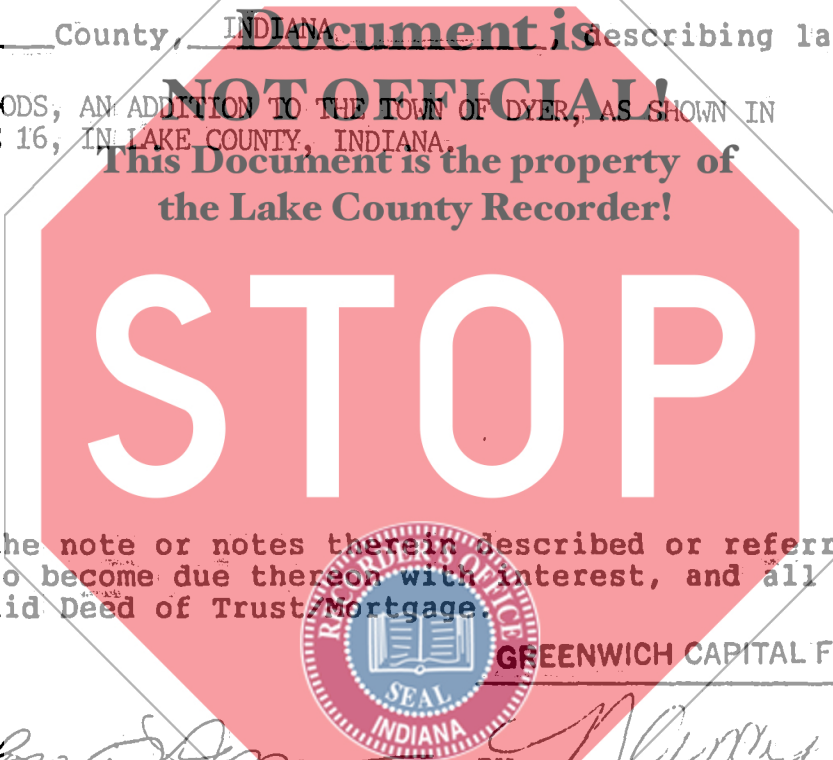 County, INDIANA, describing la
Document is
NOT OFFICIAL!
ODS, AN ADDITION TO THE TOWN OF DYER, AS SHOWN IN
16, IN LAKE COUNTY, INDIANA.
This Document is the property of
the Lake County Recorder!
STOP
he note or notes therein described or referr
o become due thereon with interest, and all
id Deed of Trust/Mortgage.
RECORDER'S OFFICE
SEAL
INDIANA
GREENWICH CAPITAL F